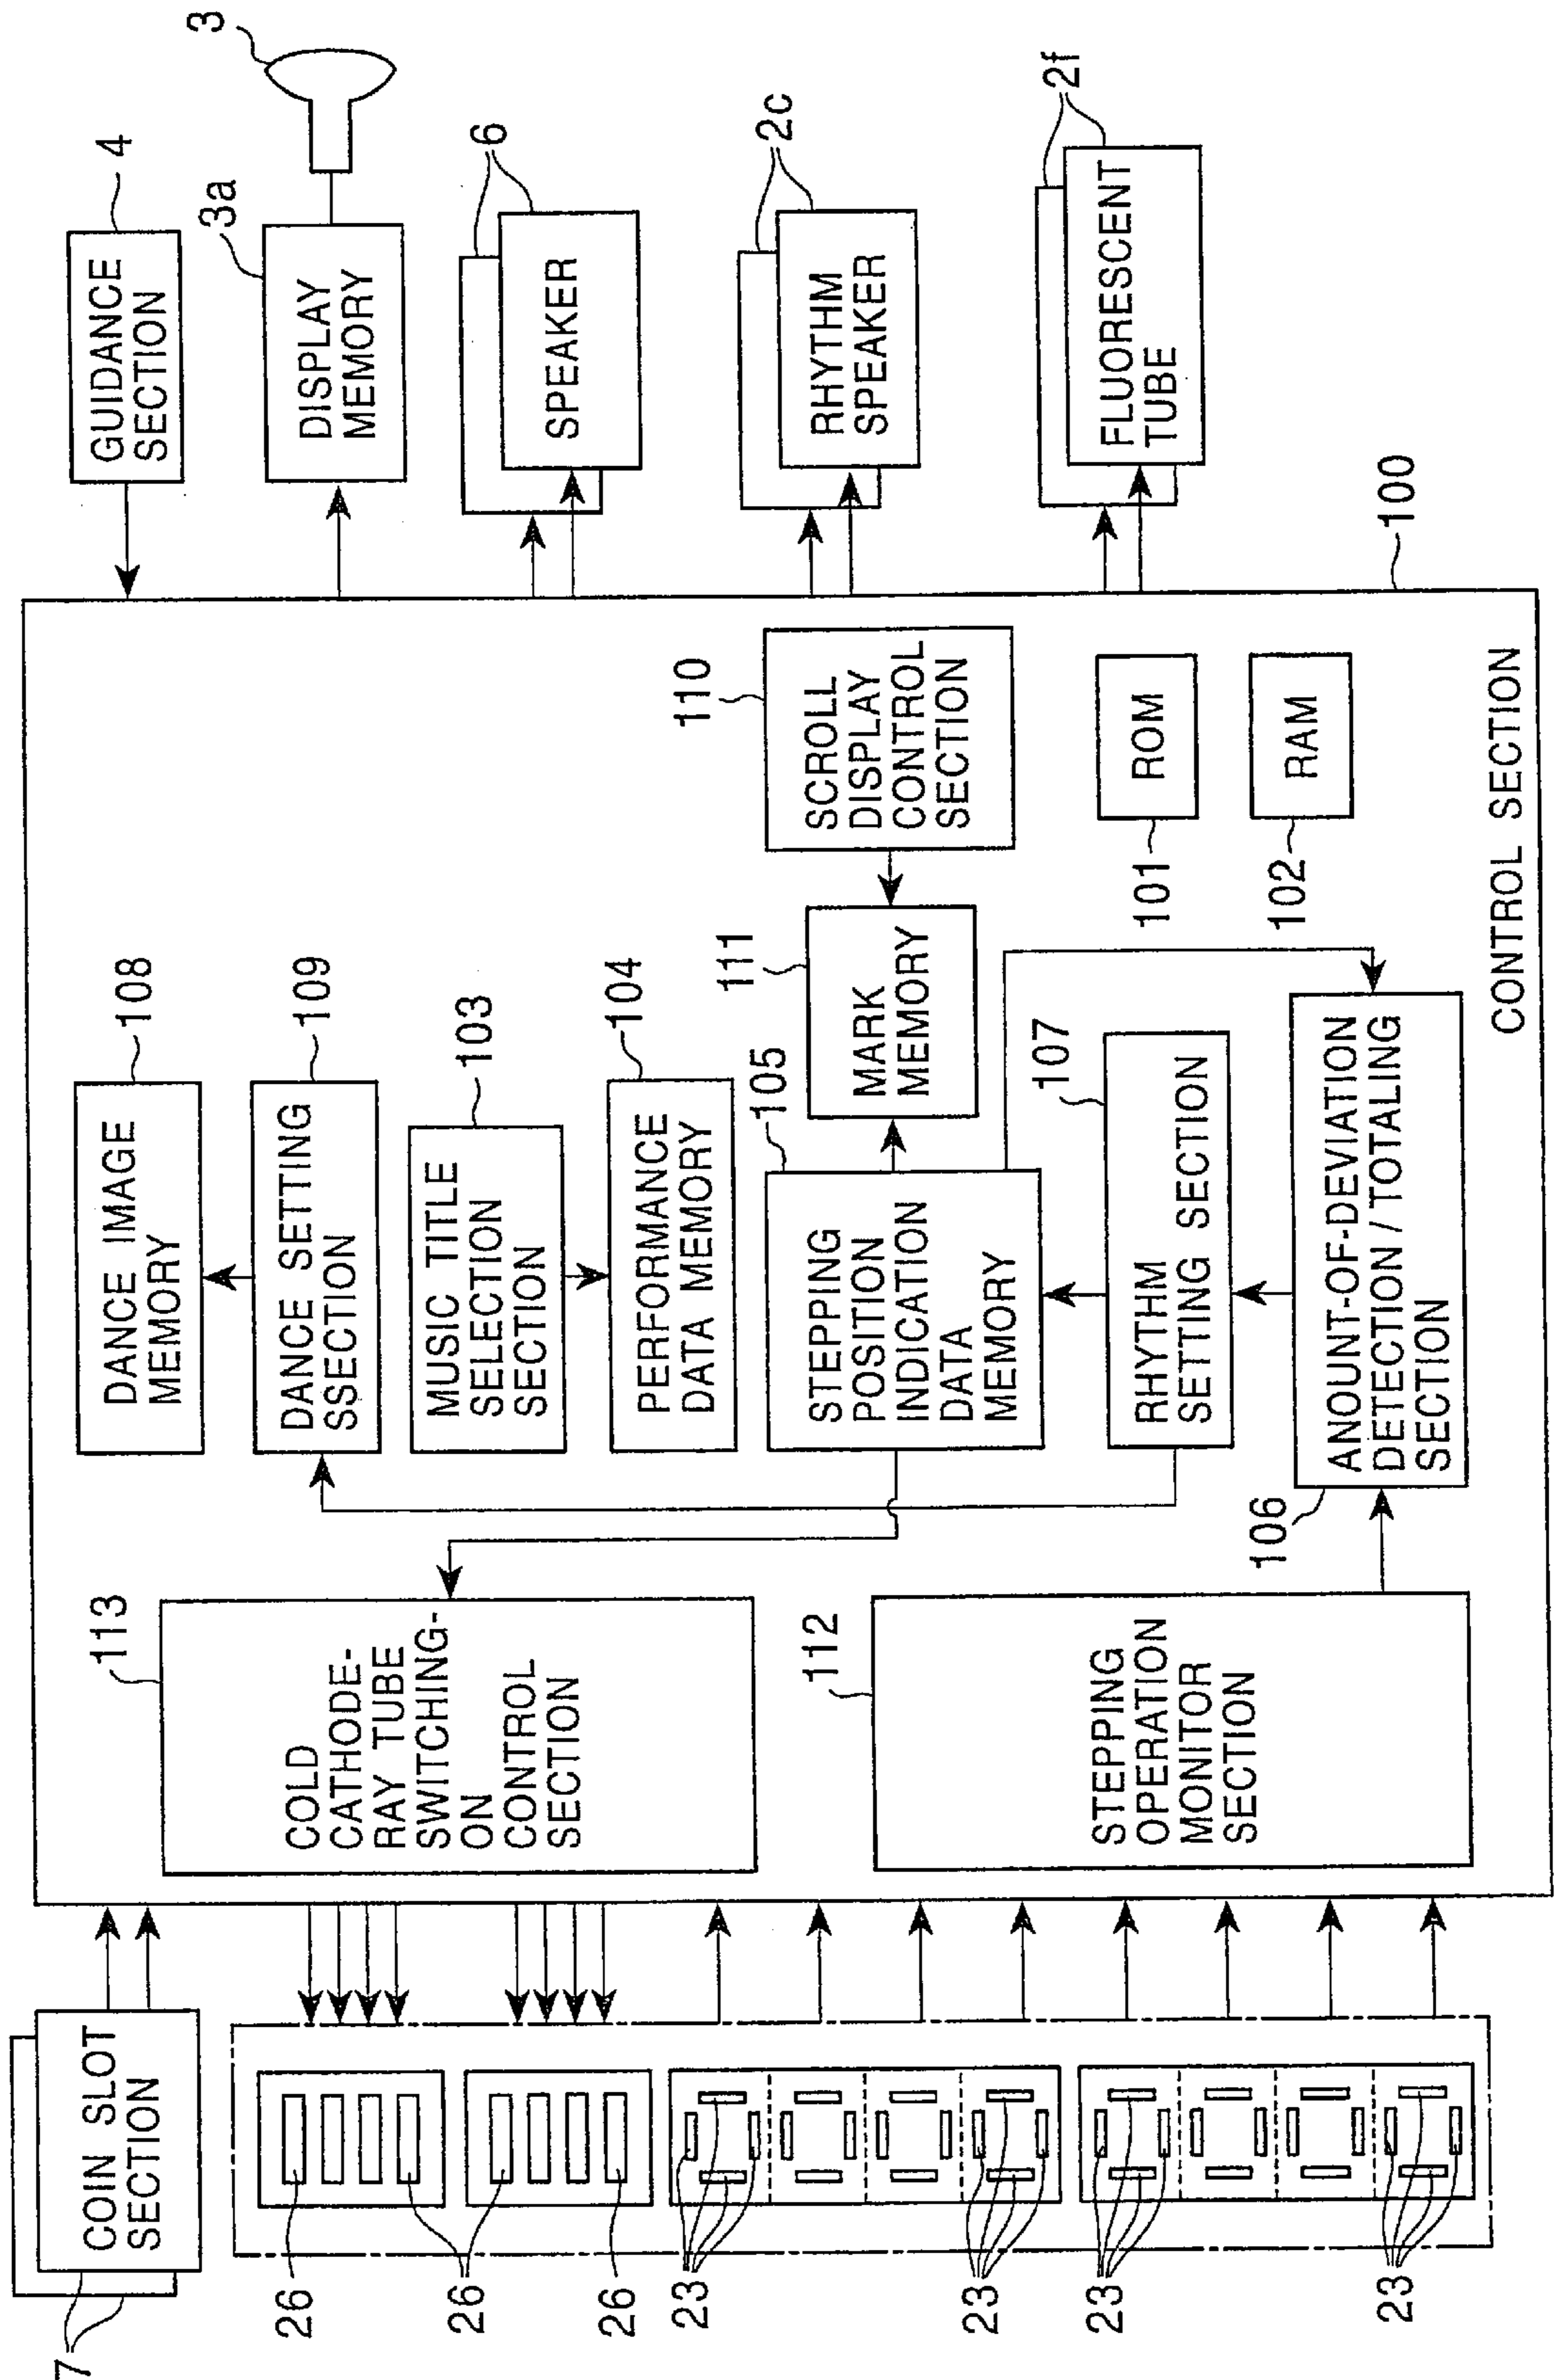 7
COIN SLOT
SECTION
26
26
26
23
23
23
23
113
COLD
CATHODE-
RAY TUBE
SWITCHING-
ON
CONTROL
SECTION
112
STEPPING
OPERATION
MONITOR
SECTION
DANCE IMAGE
MEMORY
108
DANCE SETTING
SSECTION
109
MUSIC TITLE
SELECTION
SECTION
103
PERFORMANCE
DATA MEMORY
104
STEPPING
POSITION
INDICATION
DATA
MEMORY
105
RHYTHM
SETTING SECTION
107
ANOUNT-OF-DEVIATION
DETECTION / TOTALING
SECTION
106
MARK
MEMORY
111
SCROLL
DISPLAY
CONTROL
SECTION
110
ROM
101
RAM
102
CONTROL SECTION
100
GUIDANCE
SECTION
4
DISPLAY
MEMORY
3a
3
SPEAKER
6
RHYTHM
SPEAKER
2c
FLUORESCENT
TUBE
2f